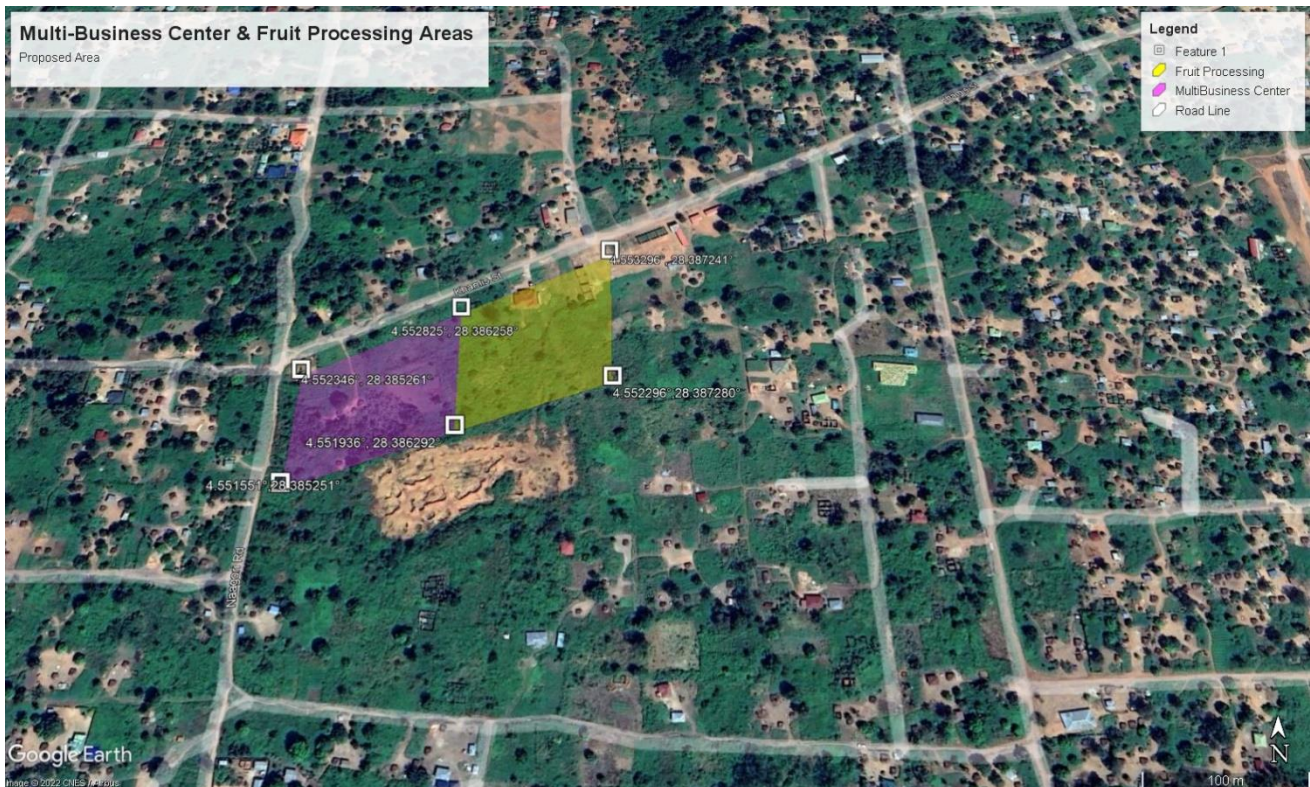 Multi-Business Center & Fruit Processing Areas
Proposed Area
Legend
Feature 1
Fruit Processing
MultiBusiness Center
Road Line
4.553296°, 28.387241°
4.552825°, 28.386258°
4.552346°, 28.385261°
4.552296°, 28.387280°
4.551936°, 28.386292°
4.551551°, 28.385251°
Google Earth
Image © 2022 CNES / Airbus
100 m
N